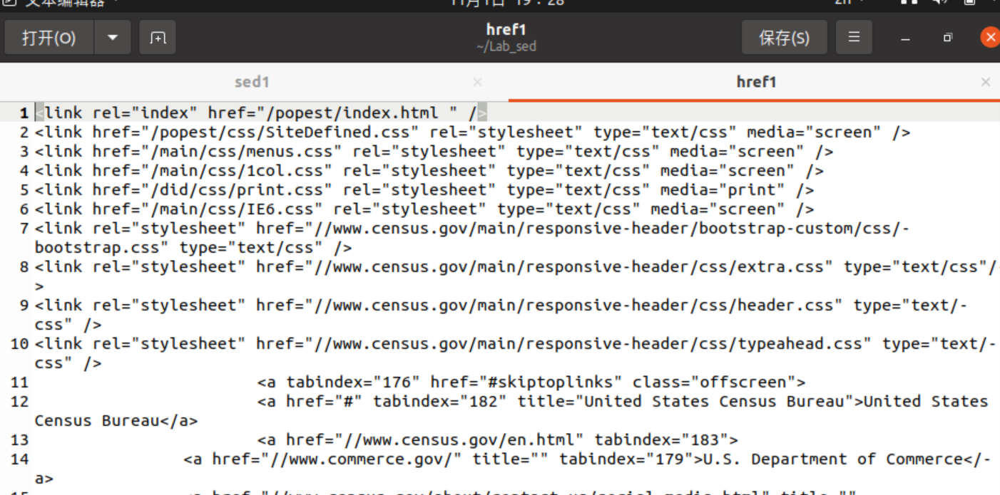 文本编辑器
11月1日 19：28
zh
打开(O)
href1
~/Lab_sed
保存(S)
sed1
href1
1 <link rel="index" href="/popest/index.html " />
2 <link href="/popest/css/SiteDefined.css" rel="stylesheet" type="text/css" media="screen" />
3 <link href="/main/css/menus.css" rel="stylesheet" type="text/css" media="screen" />
4 <link href="/main/css/1col.css" rel="stylesheet" type="text/css" media="screen" />
5 <link href="/did/css/print.css" rel="stylesheet" type="text/css" media="print" />
6 <link href="/main/css/IE6.css" rel="stylesheet" type="text/css" media="screen" />
7 <link rel="stylesheet" href="//www.census.gov/main/responsive-header/bootstrap-custom/css/-
bootstrap.css" type="text/css" />
8 <link rel="stylesheet" href="//www.census.gov/main/responsive-header/css/extra.css" type="text/css"/-
>
9 <link rel="stylesheet" href="//www.census.gov/main/responsive-header/css/header.css" type="text/-
css" />
10 <link rel="stylesheet" href="//www.census.gov/main/responsive-header/css/typeahead.css" type="text/-
css" />
11 <a tabindex="176" href="#skiptoplinks" class="offscreen">
12 <a href="#" tabindex="182" title="United States Census Bureau">United States
Census Bureau</a>
13 <a href="//www.census.gov/en.html" tabindex="183">
14 <a href="//www.commerce.gov/" title="" tabindex="179">U.S. Department of Commerce</-
a>
15 <a href="//www.census.gov/about/contact-us/social_media.html" title=""